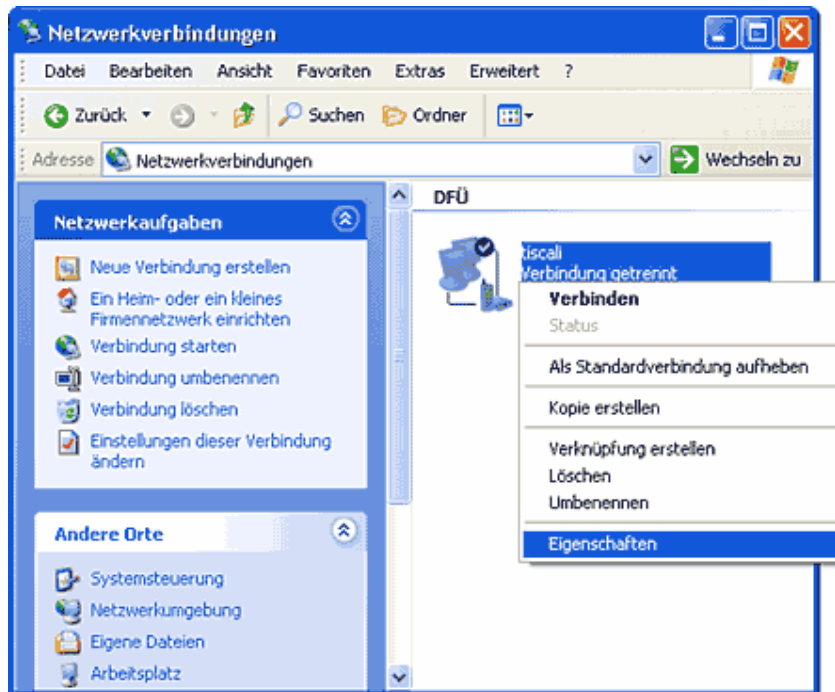 Netzwerkverbindungen
Datei Bearbeiten Ansicht Favoriten Extras Erweitert ?
Zurück Suchen Ordner
Adresse Netzwerkverbindungen Wechseln zu
Netzwerkaufgaben
Neue Verbindung erstellen
Ein Heim- oder ein kleines
Firmennetzwerk einrichten
Verbindung starten
Verbindung umbenennen
Verbindung löschen
Einstellungen dieser Verbindung
ändern
Andere Orte
Systemsteuerung
Netzwerkumgebung
Eigene Dateien
Arbeitsplatz
DFÜ
tiscali
Verbindung getrennt
Verbinden
Status
Als Standardverbindung aufheben
Kopie erstellen
Verknüpfung erstellen
Löschen
Umbenennen
Eigenschaften